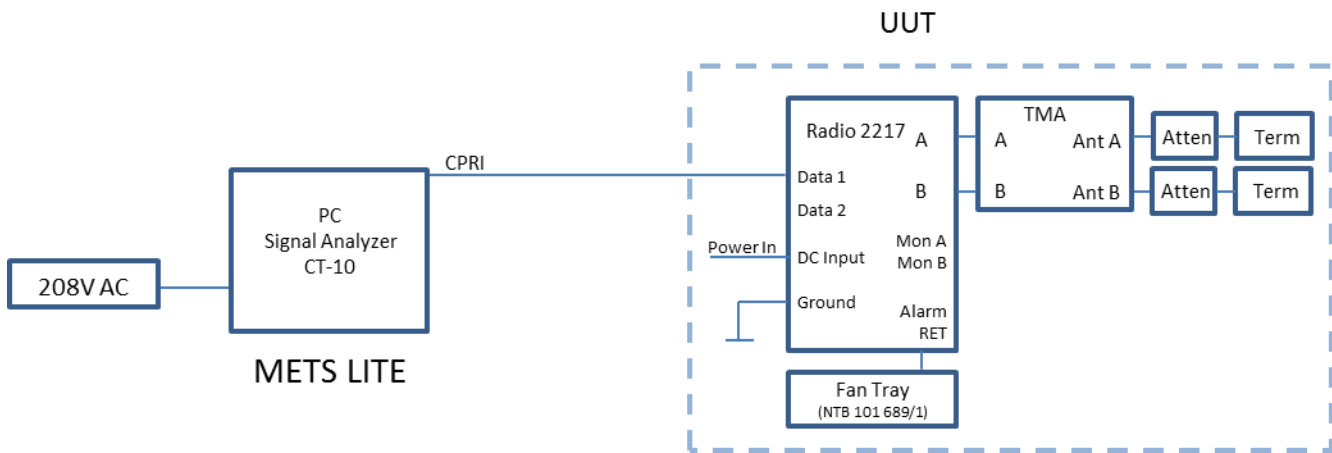 UUT
Radio 2217
A
B
Data 1
Data 2
DC Input
Ground
Mon A
Mon B
Alarm
RET
TMA
A
B
Ant A
Ant B
Atten
Term
Atten
Term
CPRI
Power In
PC
Signal Analyzer
CT-10
208V AC
METS LITE
Fan Tray
(NTB 101 689/1)